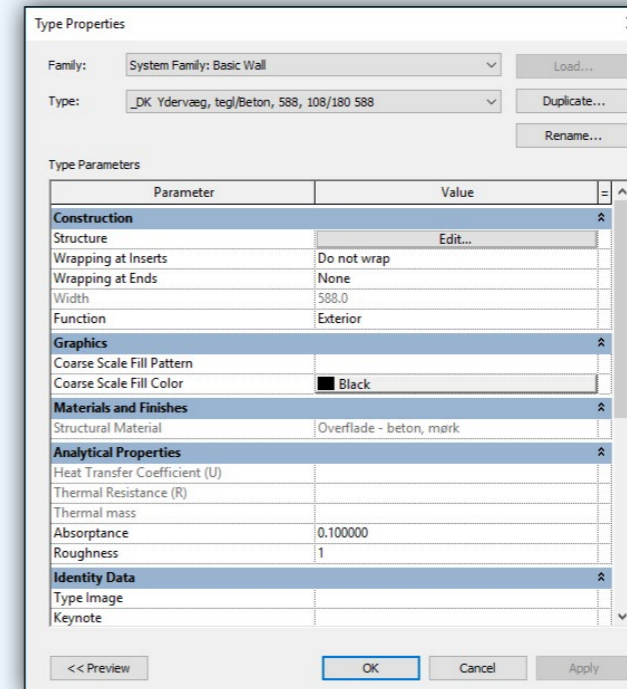 Type Properties
Family: System Family: Basic Wall Load...
Type: _DK Ydervæg, tegl/Beton, 588, 108/180 588 Duplicate...
Rename...
Type Parameters
Parameter Value =
Construction
Structure Edit...
Wrapping at Inserts Do not wrap
Wrapping at Ends None
Width 588.0
Function Exterior
Graphics
Coarse Scale Fill Pattern
Coarse Scale Fill Color Black
Materials and Finishes
Structural Material Overflade - beton, mørk
Analytical Properties
Heat Transfer Coefficient (U)
Thermal Resistance (R)
Thermal mass
Absorptance 0.100000
Roughness 1
Identity Data
Type Image
Keynote
<< Preview OK Cancel Apply